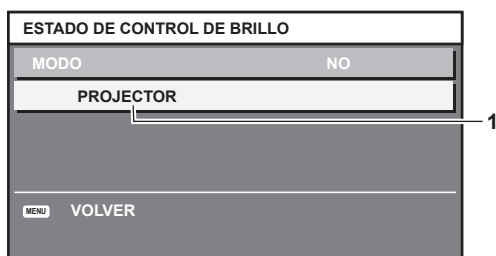 ESTADO DE CONTROL DE BRILLO
MODO NO
PROJECTOR
1
MENU VOLVER